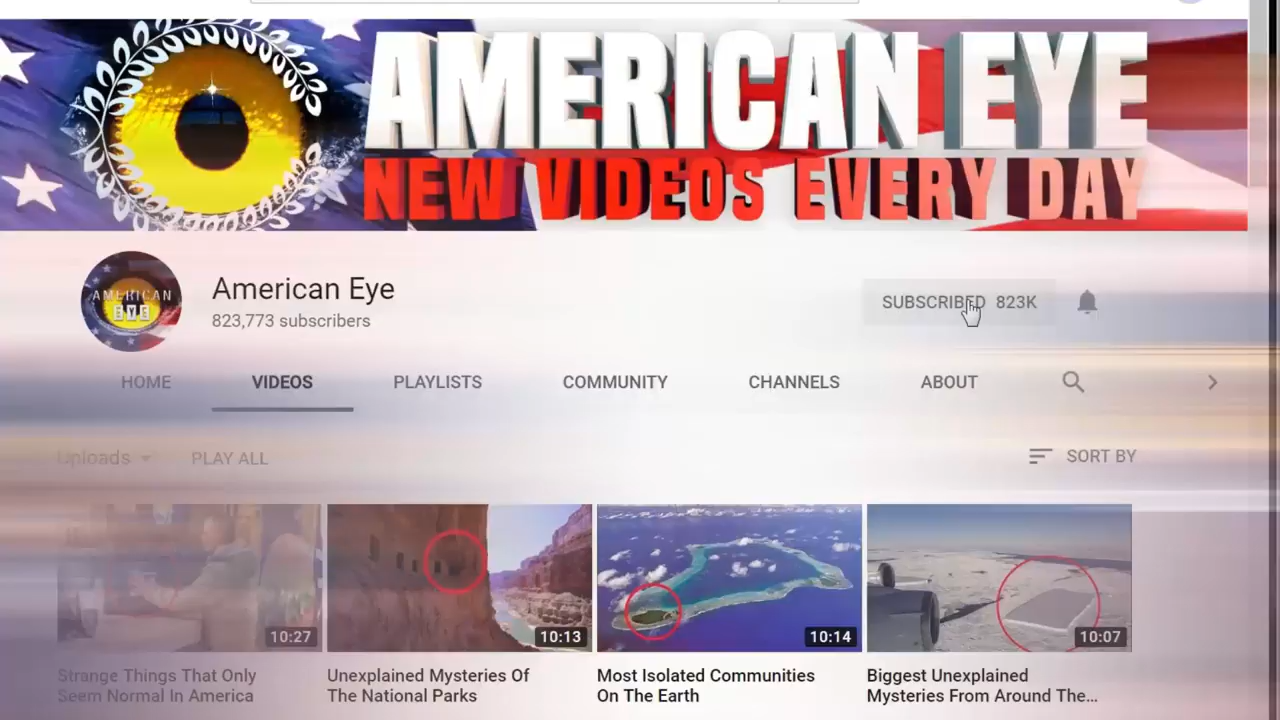 AMERICAN EYE
NEW VIDEOS EVERY DAY
AMERICAN
EYE
American Eye
823,773 subscribers
SUBSCRIBED 823K
HOME
VIDEOS
PLAYLISTS
COMMUNITY
CHANNELS
ABOUT
Uploads
PLAY ALL
SORT BY
10:27
10:13
10:14
10:07
Strange Things That Only
Seem Normal In America
Unexplained Mysteries Of
The National Parks
Most Isolated Communities
On The Earth
Biggest Unexplained
Mysteries From Around The...